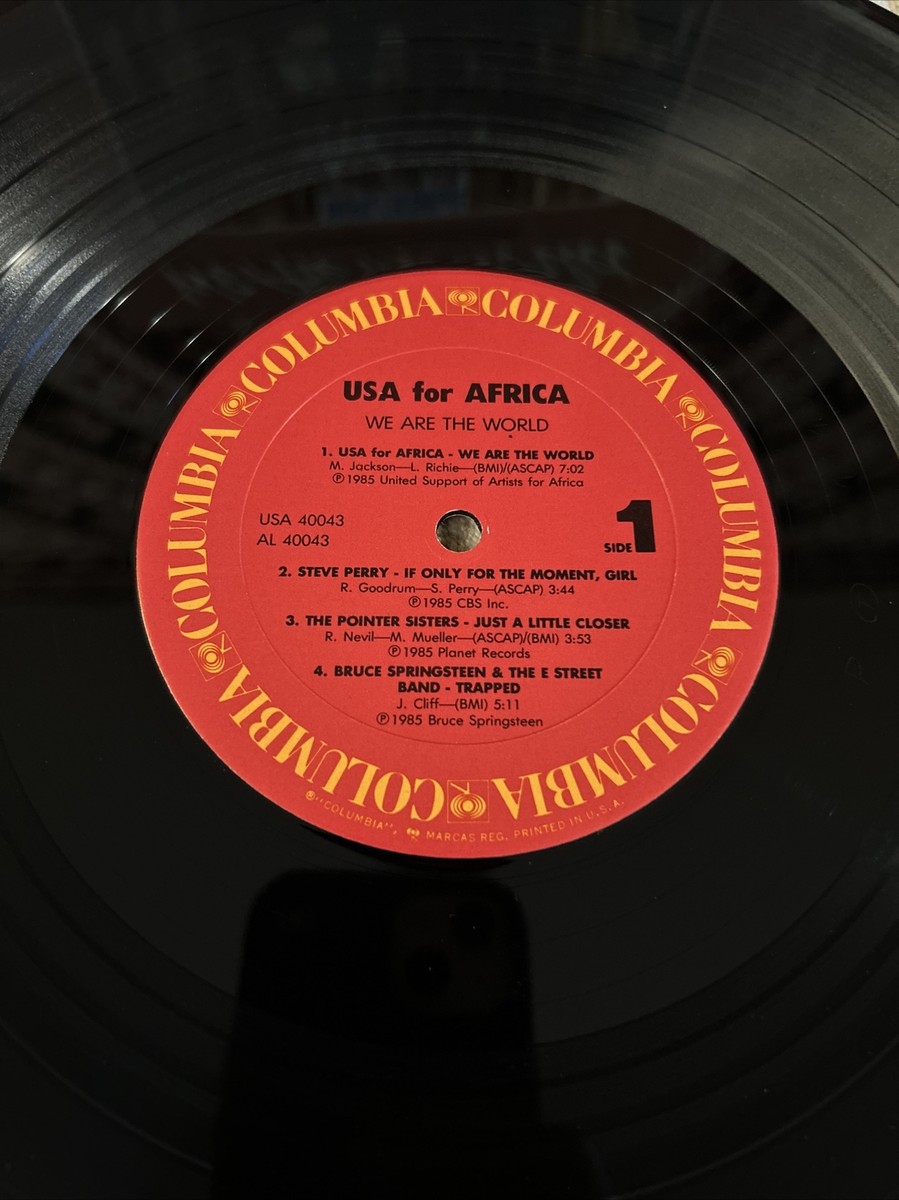 COLUMBIA COLUMBIA COLUMBIA COLUMBIA COLUMBIA COLUMBIA COLUMBIA COLUMBIA
USA for AFRICA
WE ARE THE WORLD
1. USA for AFRICA - WE ARE THE WORLD
M. Jackson—L. Richie—(BMI)/(ASCAP) 7:02
℗ 1985 United Support of Artists for Africa
USA 40043
AL 40043
SIDE 1
2. STEVE PERRY - IF ONLY FOR THE MOMENT, GIRL
R. Goodrum—S. Perry—(ASCAP) 3:44
℗ 1985 CBS Inc.
3. THE POINTER SISTERS - JUST A LITTLE CLOSER
R. Nevil—M. Mueller—(ASCAP)/(BMI) 3:53
℗ 1985 Planet Records
4. BRUCE SPRINGSTEEN & THE E STREET
BAND - TRAPPED
J. Cliff—(BMI) 5:11
℗ 1985 Bruce Springsteen
®"COLUMBIA", MARCAS REG. PRINTED IN U.S.A.